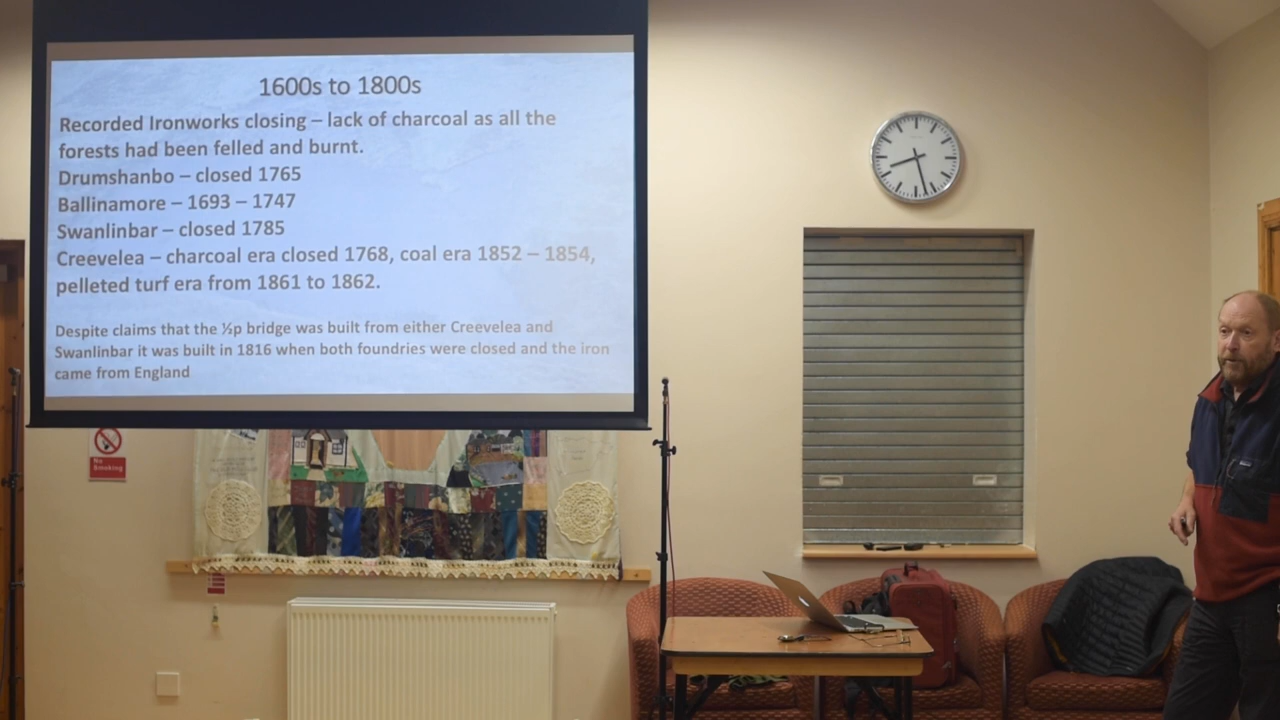 1600s to 1800s
Recorded Ironworks closing – lack of charcoal as all the
forests had been felled and burnt.
Drumshanbo – closed 1765
Ballinamore – 1693 – 1747
Swanlinbar – closed 1785
Creevelea – charcoal era closed 1768, coal era 1852 – 1854,
pelleted turf era from 1861 to 1862.
Despite claims that the ½p bridge was built from either Creevelea and
Swanlinbar it was built in 1816 when both foundries were closed and the iron
came from England
No
Smoking